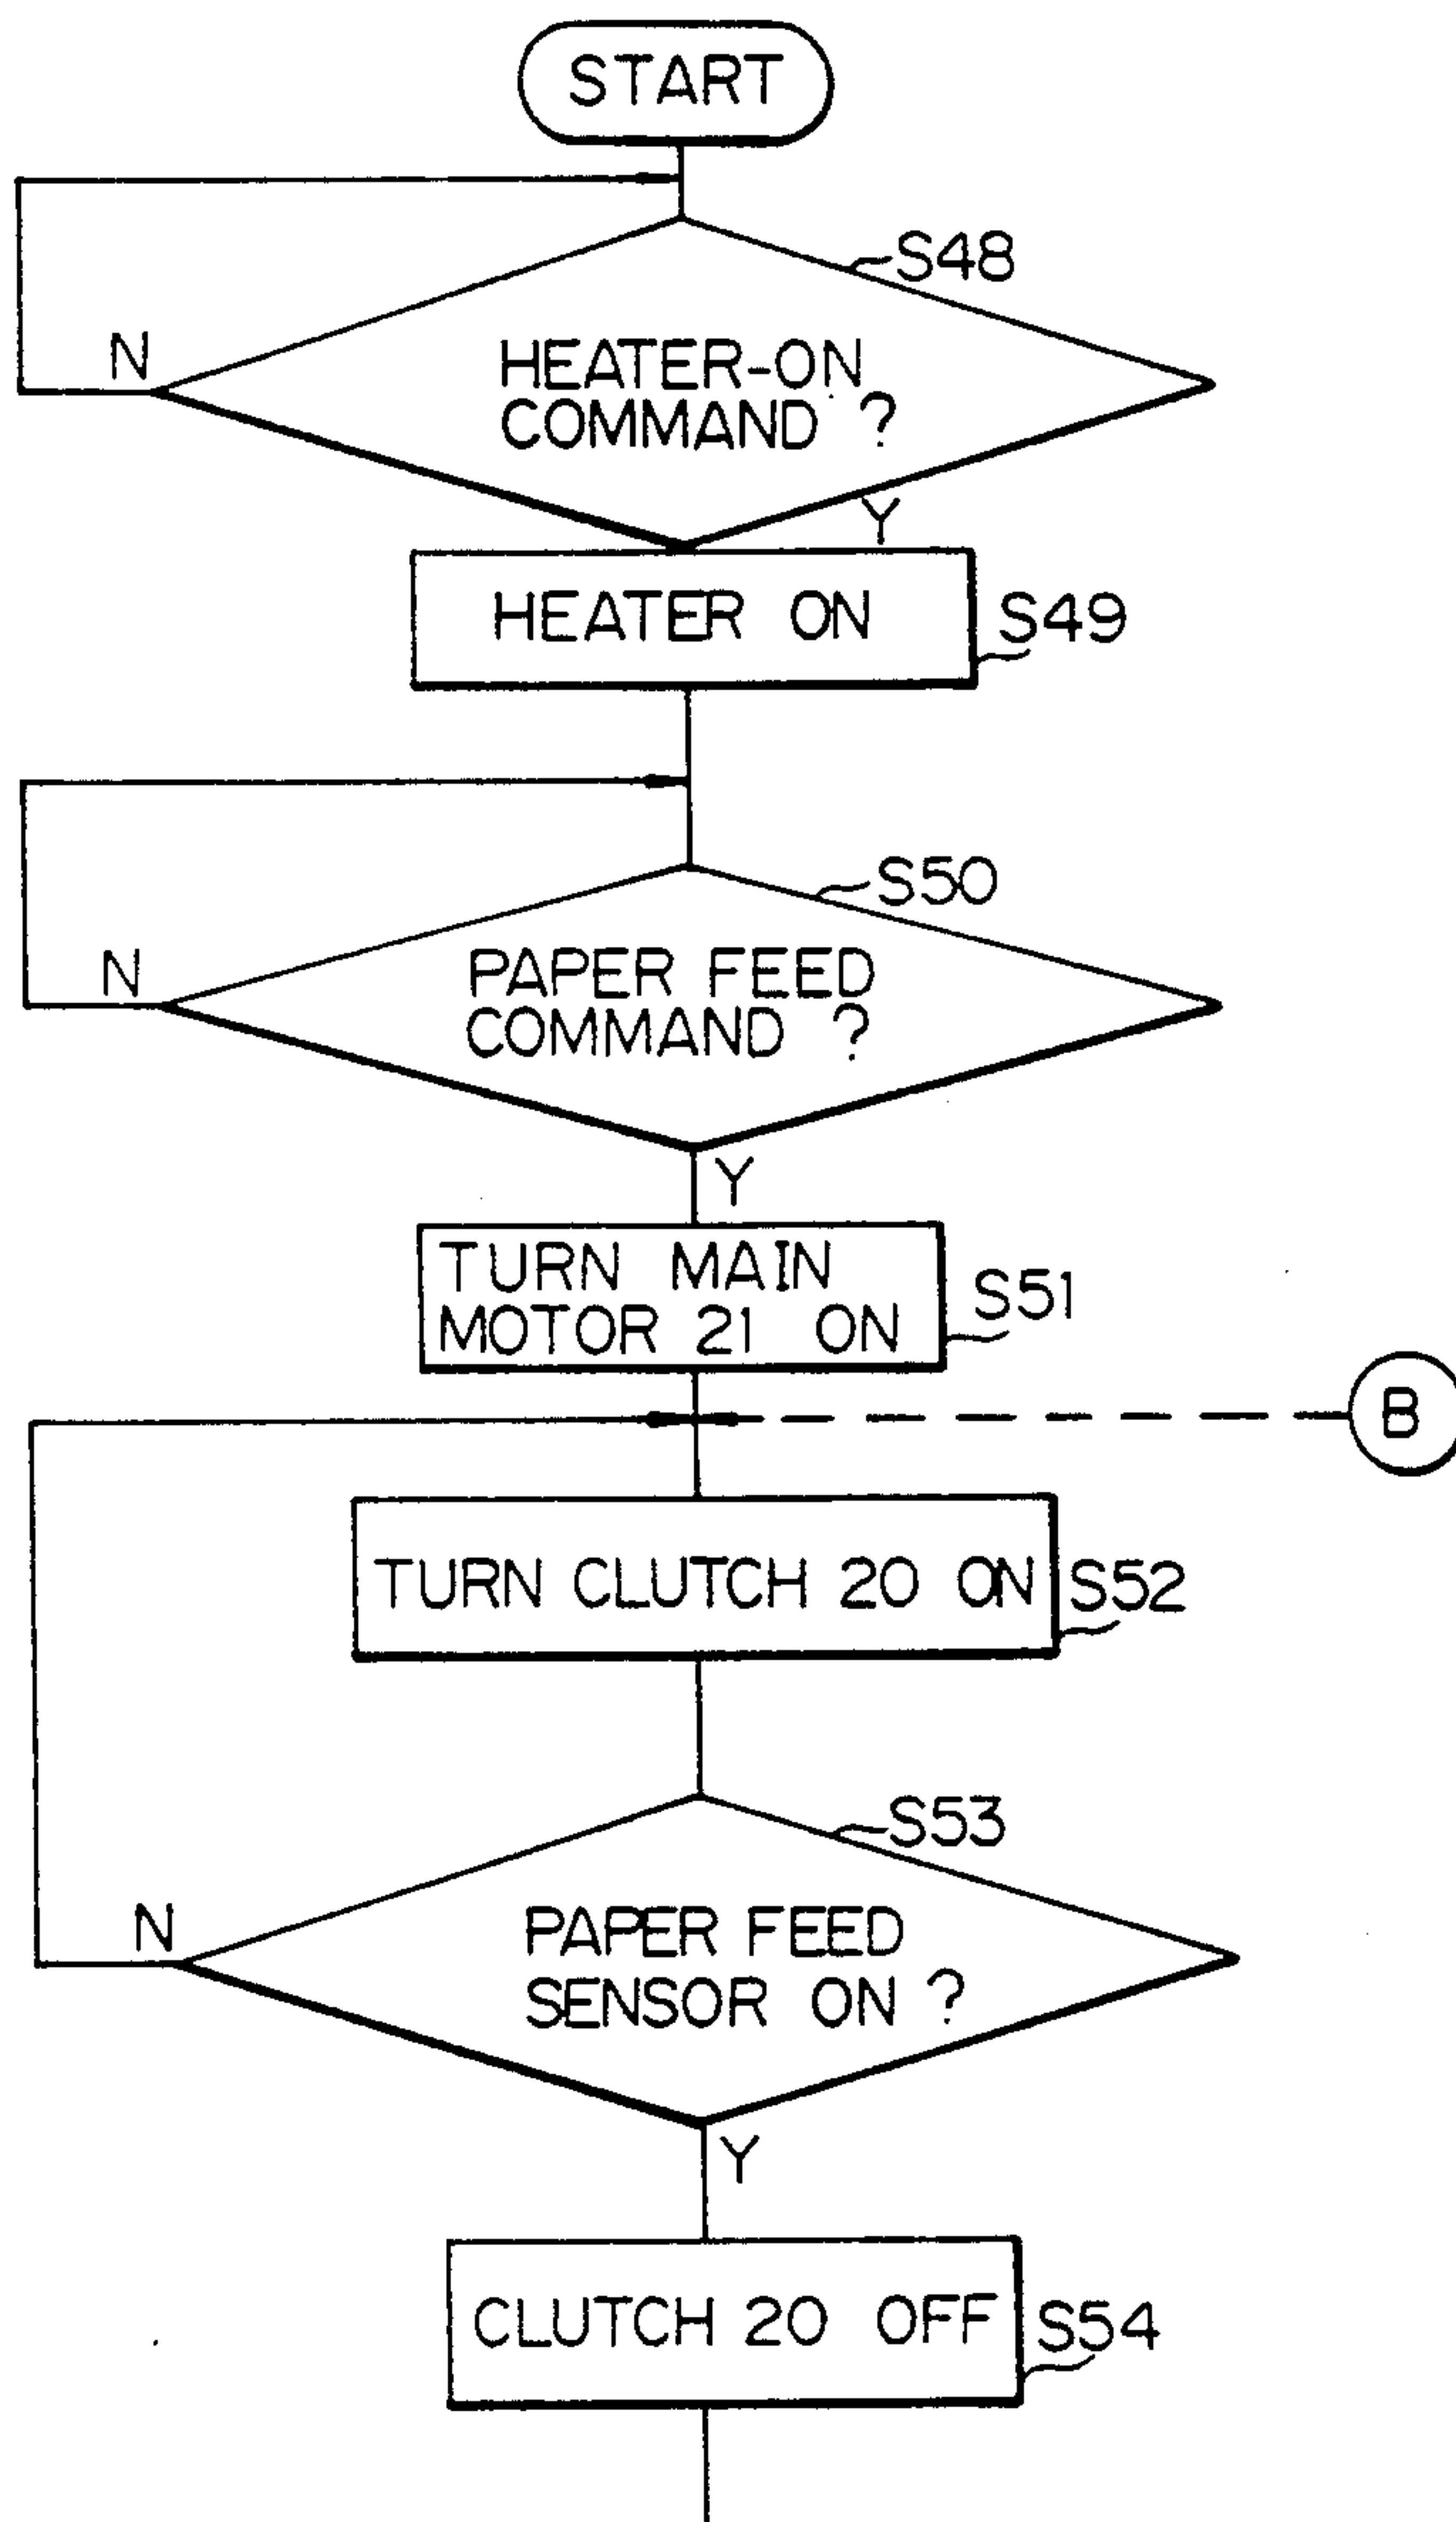 START
S48
N
HEATER-ON
COMMAND ?
Y
HEATER ON
S49
S50
N
PAPER FEED
COMMAND ?
Y
TURN MAIN
MOTOR 21 ON
S51
B
TURN CLUTCH 20 ON
S52
S53
N
PAPER FEED
SENSOR ON ?
Y
CLUTCH 20 OFF
S54